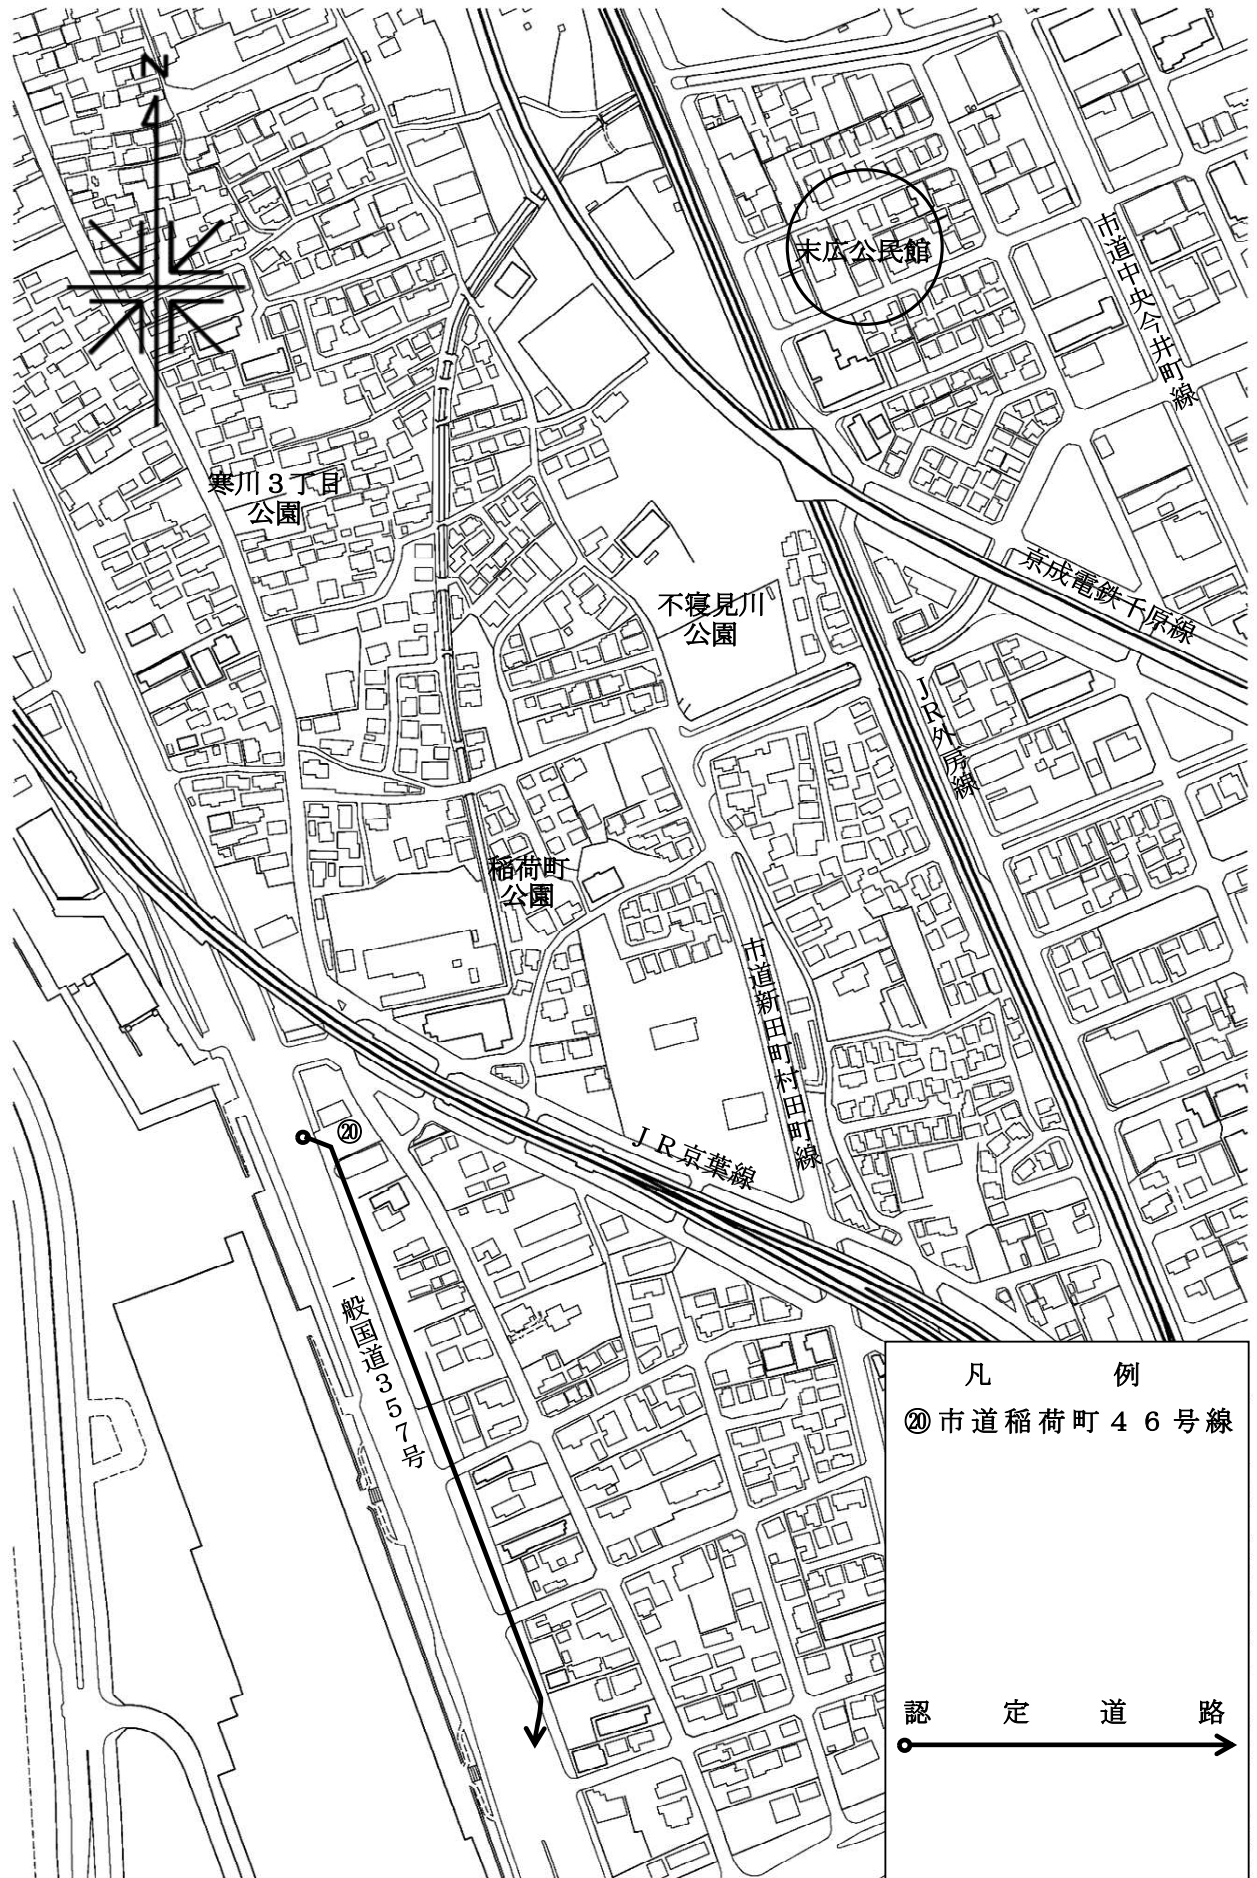 N
末広公民館
市道中央今井町線
寒川３丁目
公園
京成電鉄千原線
不寝見川
公園
ＪＲ外房線
稲荷町
公園
市道新田町村田町線
ＪＲ京葉線
⑳
一般国道３５７号
凡　例
⑳市道稲荷町４６号線
認定道路